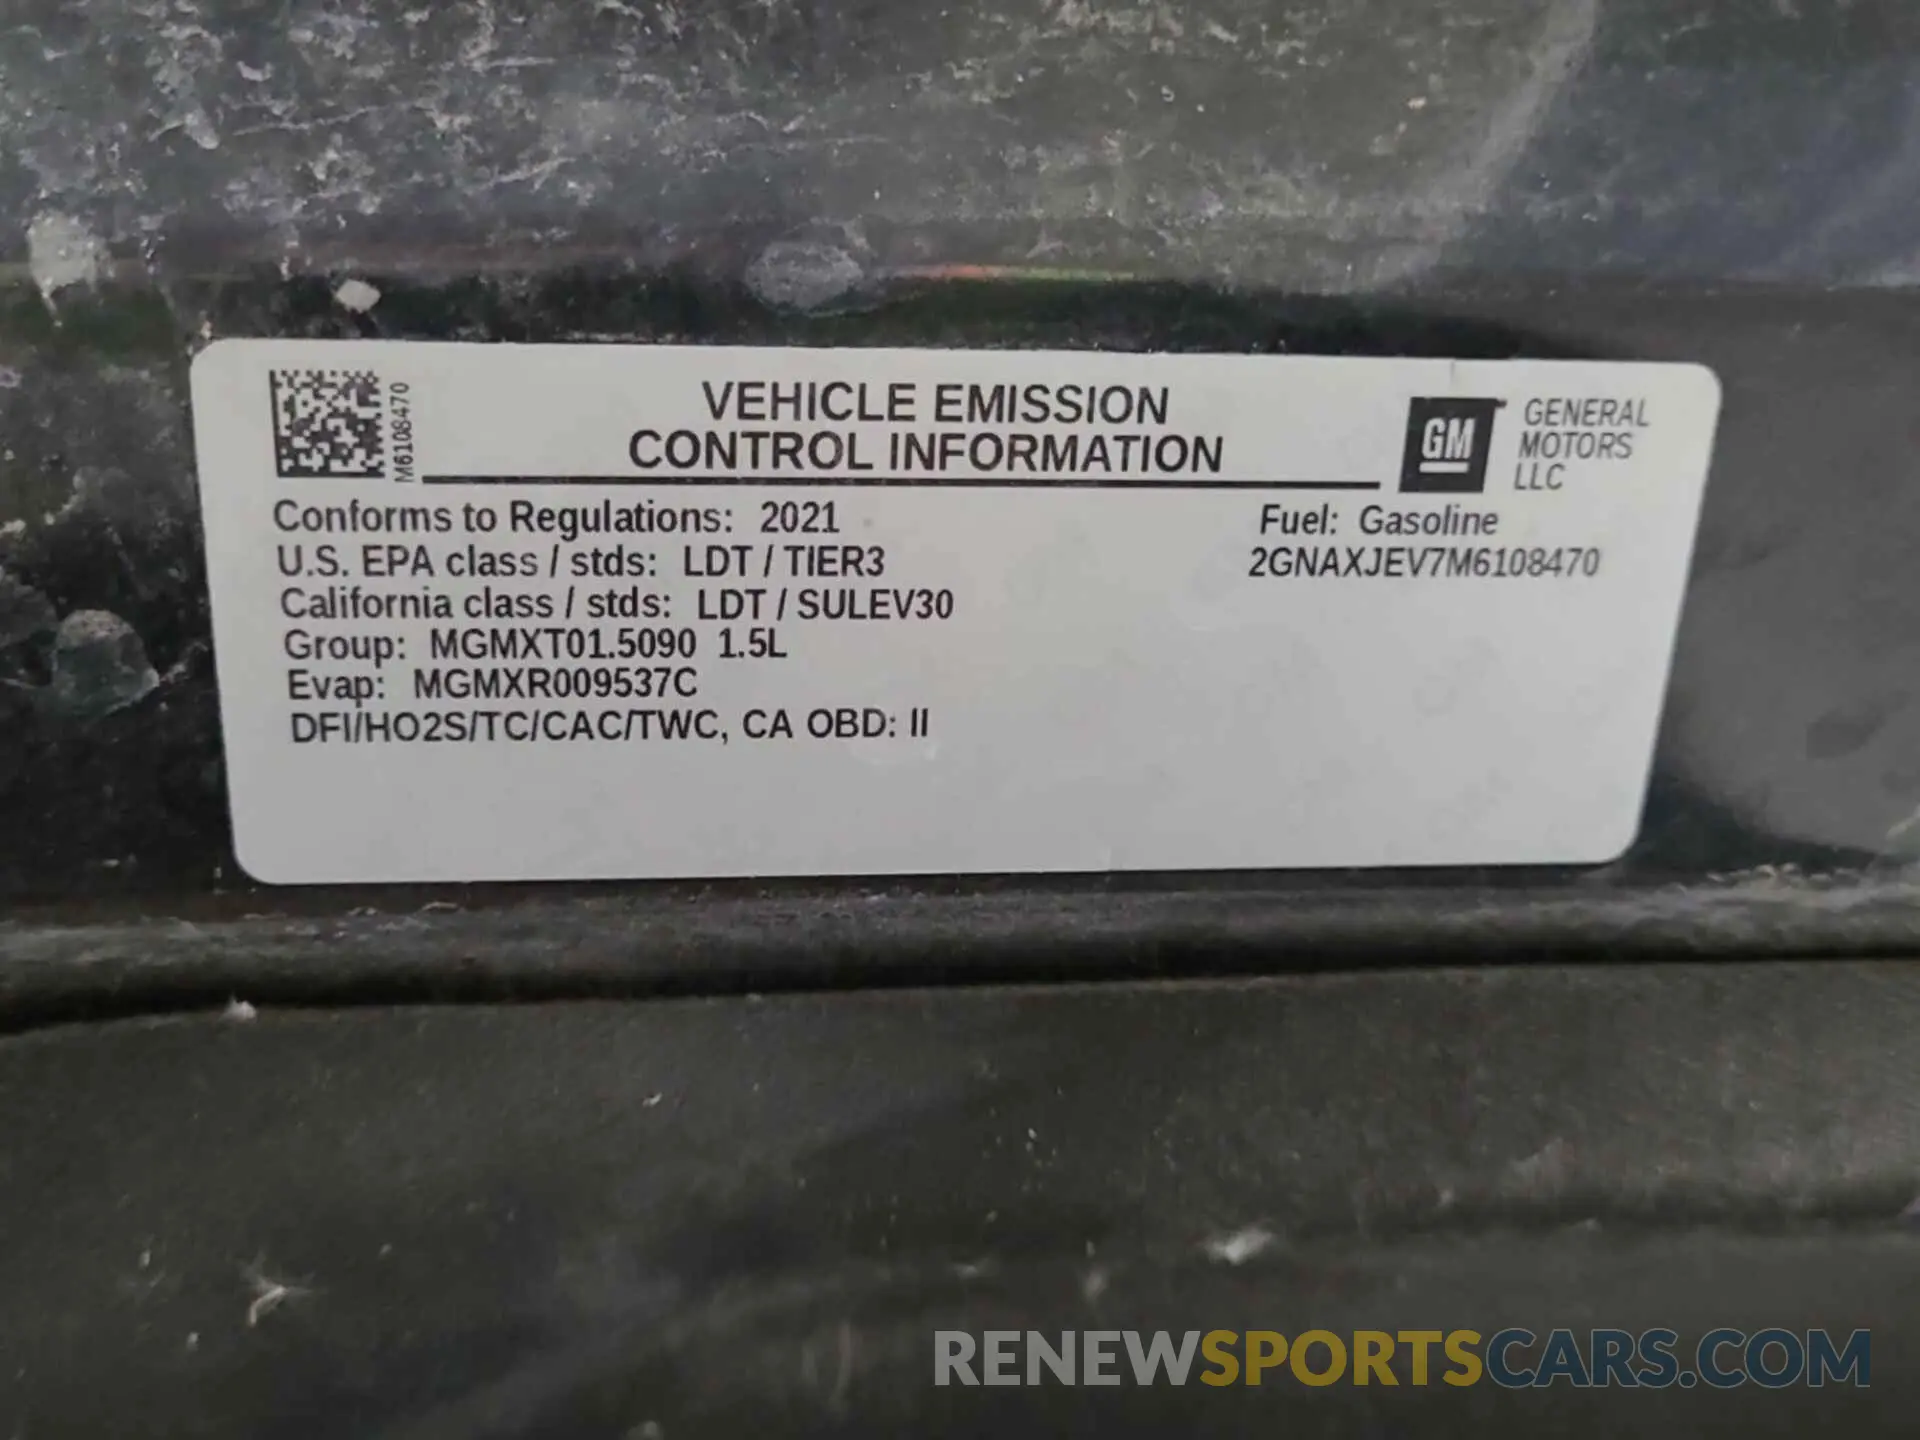 M6108470
VEHICLE EMISSION
CONTROL INFORMATION
GM
GENERAL
MOTORS
LLC
Conforms to Regulations: 2021
Fuel: Gasoline
U.S. EPA class / stds: LDT / TIER3
2GNAXJEV7M6108470
California class / stds: LDT / SULEV30
Group: MGMXT01.5090 1.5L
Evap: MGMXR009537C
DFI/HO2S/TC/CAC/TWC, CA OBD: II
RENEWSPORTSCARS.COM